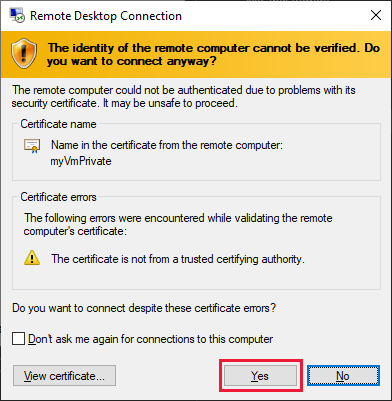 Remote Desktop Connection
The identity of the remote computer cannot be verified. Do
you want to connect anyway?
The remote computer could not be authenticated due to problems with its
security certificate. It may be unsafe to proceed.
Certificate name
Name in the certificate from the remote computer:
myVmPrivate
Certificate errors
The following errors were encountered while validating the remote
computer's certificate:
The certificate is not from a trusted certifying authority.
Do you want to connect despite these certificate errors?
Don't ask me again for connections to this computer
View certificate... Yes No